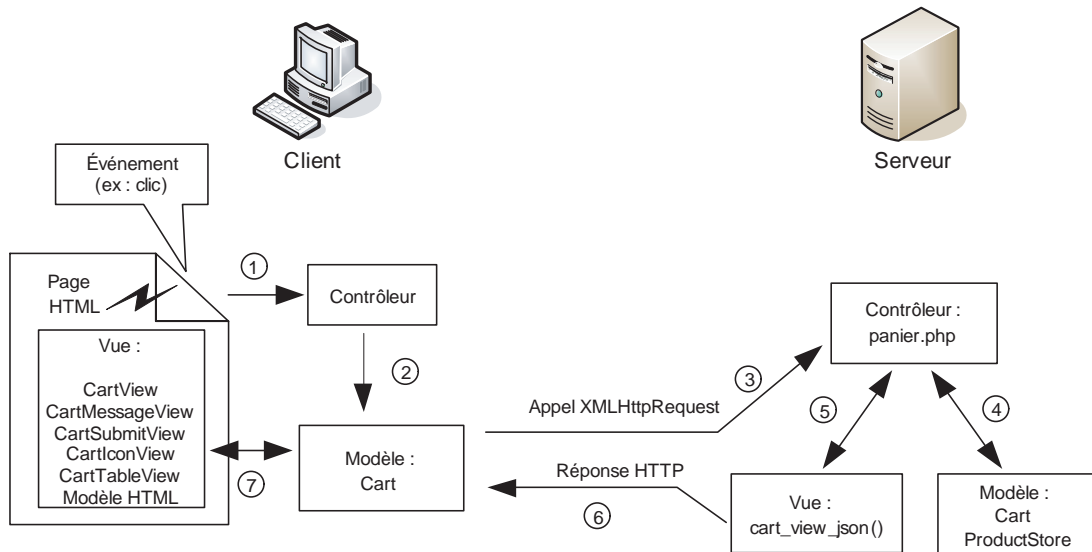 Client
Serveur
Événement
(ex : clic)
Page
HTML
1
Contrôleur
Contrôleur :
panier.php
Vue :
2
3
CartView
CartMessageView
CartSubmitView
CartIconView
CartTableView
Modèle HTML
Appel XMLHttpRequest
5
4
7
Modèle :
Cart
Réponse HTTP
6
Vue :
cart_view_json()
Modèle :
Cart
ProductStore